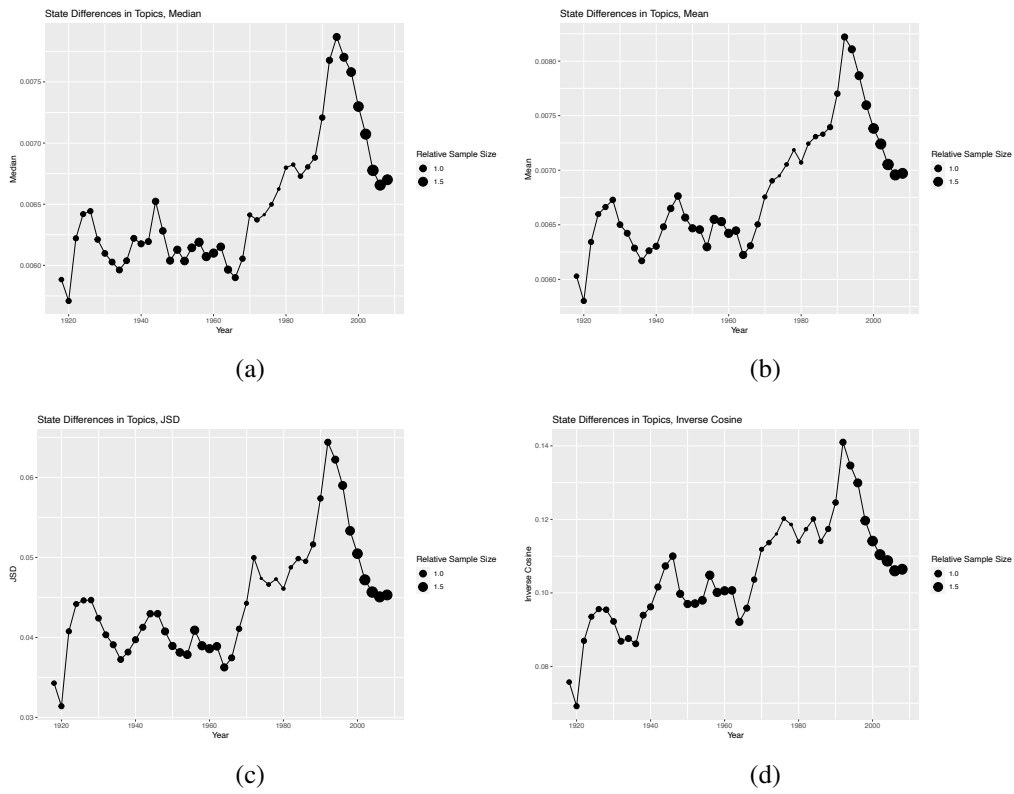 State Differences in Topics, Median
Median
0.0075
0.0070
0.0065
0.0060
1920 1940 1960 1980 2000
Year
Relative Sample Size
1.0
1.5
(a)
State Differences in Topics, Mean
Mean
0.0080
0.0075
0.0070
0.0065
0.0060
1920 1940 1960 1980 2000
Year
Relative Sample Size
1.0
1.5
(b)
State Differences in Topics, JSD
JSD
0.06
0.05
0.04
0.03
1920 1940 1960 1980 2000
Year
Relative Sample Size
1.0
1.5
(c)
State Differences in Topics, Inverse Cosine
Inverse Cosine
0.14
0.12
0.10
0.08
1920 1940 1960 1980 2000
Year
Relative Sample Size
1.0
1.5
(d)